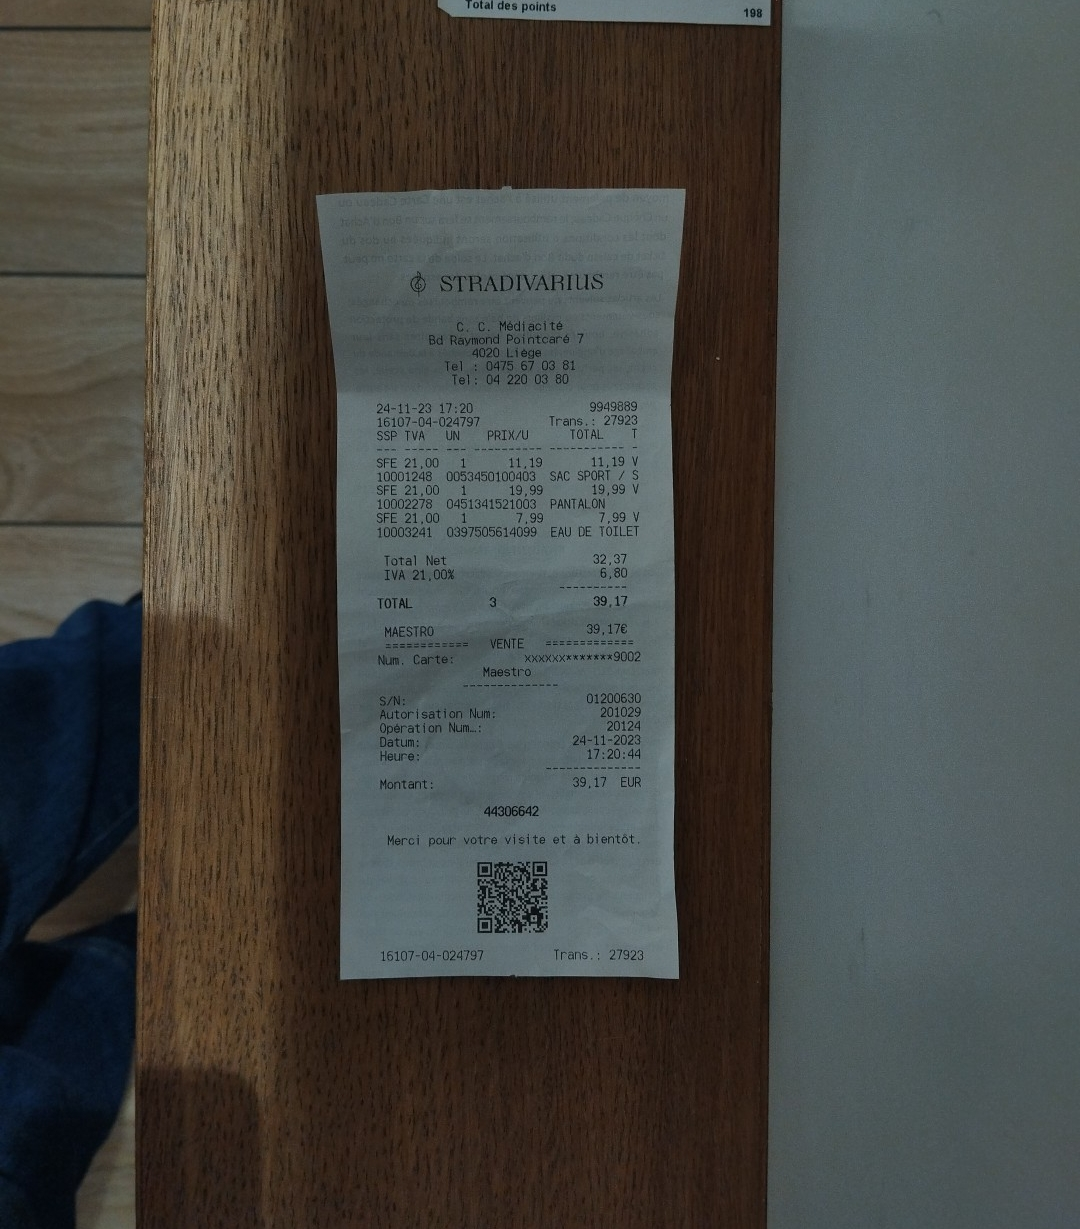 Total des points 198
STRADIVARIUS
C. C. Médiacité
Bd Raymond Pointcaré 7
4020 Liège
Tel : 0475 67 03 81
Tel: 04 220 03 80
24-11-23 17:20 9949889
16107-04-024797 Trans.: 27923
SSP TVA UN PRIX/U TOTAL T
--- ----- --- ---------- ----------- -
SFE 21,00 1 11,19 11,19 V
10001248 0053450100403 SAC SPORT / S
SFE 21,00 1 19,99 19,99 V
10002278 0451341521003 PANTALON
SFE 21,00 1 7,99 7,99 V
10003241 0397505614099 EAU DE TOILET
Total Net 32,37
IVA 21,00% 6,80
----------
TOTAL 3 39,17
MAESTRO 39,17€
============ VENTE =============
Num. Carte: xxxxxx*******9002
Maestro
--------------
S/N: 01200630
Autorisation Num: 201029
Opération Num…: 20124
Datum: 24-11-2023
Heure: 17:20:44
--------------
Montant: 39,17 EUR
44306642
Merci pour votre visite et à bientôt.
16107-04-024797 Trans.: 27923